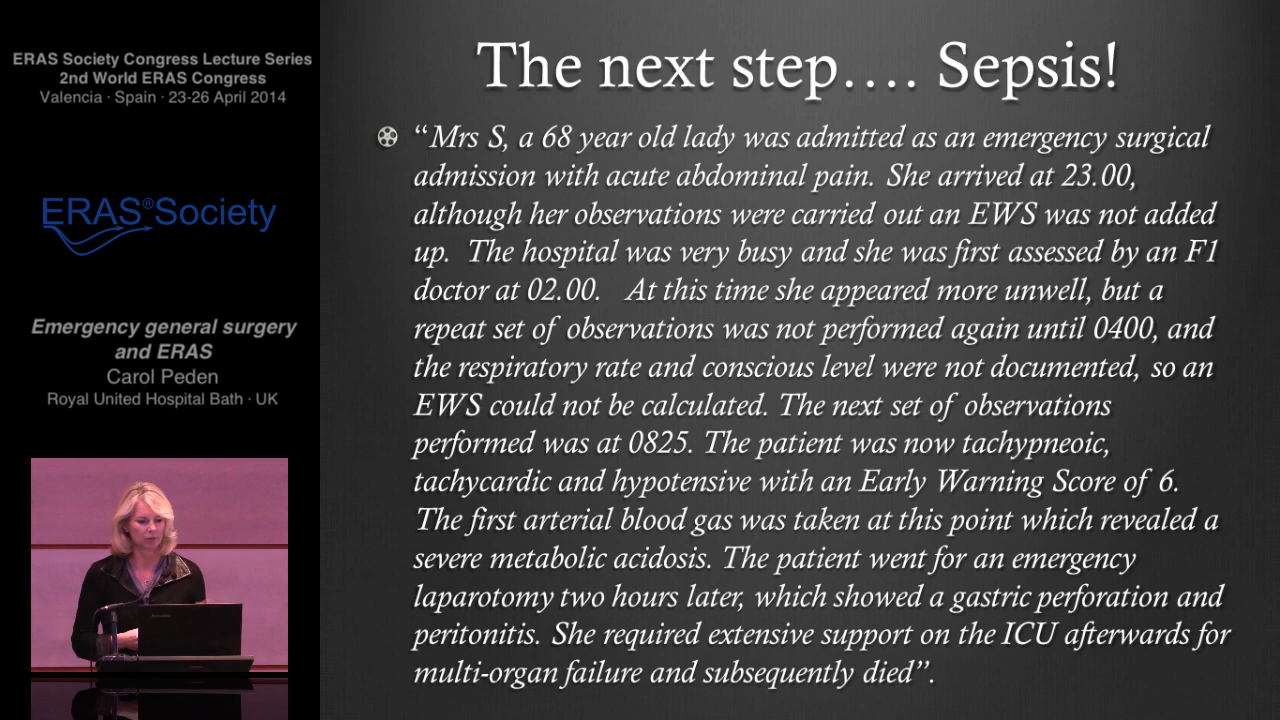 ERAS Society Congress Lecture Series
2nd World ERAS Congress
Valencia · Spain · 23-26 April 2014
ERAS®Society
Emergency general surgery
and ERAS
Carol Peden
Royal United Hospital Bath · UK
The next step…. Sepsis!
“Mrs S, a 68 year old lady was admitted as an emergency surgical
admission with acute abdominal pain. She arrived at 23.00,
although her observations were carried out an EWS was not added
up. The hospital was very busy and she was first assessed by an F1
doctor at 02.00. At this time she appeared more unwell, but a
repeat set of observations was not performed again until 0400, and
the respiratory rate and conscious level were not documented, so an
EWS could not be calculated. The next set of observations
performed was at 0825. The patient was now tachypneoic,
tachycardic and hypotensive with an Early Warning Score of 6.
The first arterial blood gas was taken at this point which revealed a
severe metabolic acidosis. The patient went for an emergency
laparotomy two hours later, which showed a gastric perforation and
peritonitis. She required extensive support on the ICU afterwards for
multi-organ failure and subsequently died”.